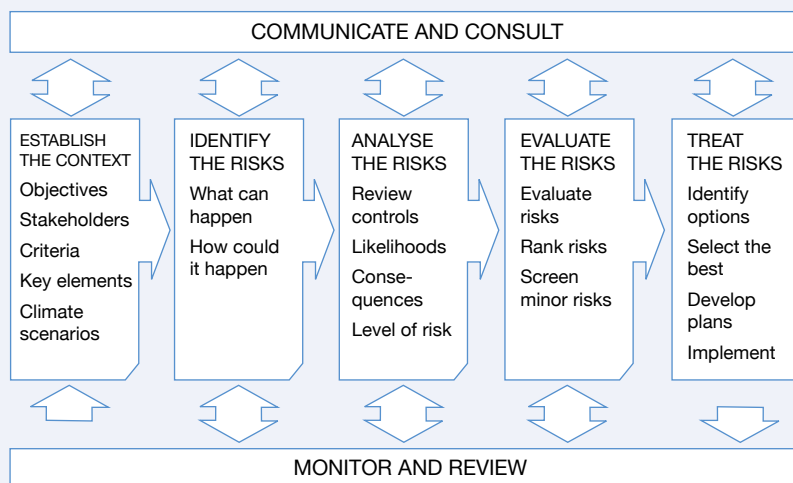 COMMUNICATE AND CONSULT
ESTABLISH
THE CONTEXT
Objectives
Stakeholders
Criteria
Key elements
Climate
scenarios
IDENTIFY
THE RISKS
What can
happen
How could
it happen
ANALYSE
THE RISKS
Review
controls
Likelihoods
Conse-
quences
Level of risk
EVALUATE
THE RISKS
Evaluate
risks
Rank risks
Screen
minor risks
TREAT
THE RISKS
Identify
options
Select the
best
Develop
plans
Implement
MONITOR AND REVIEW